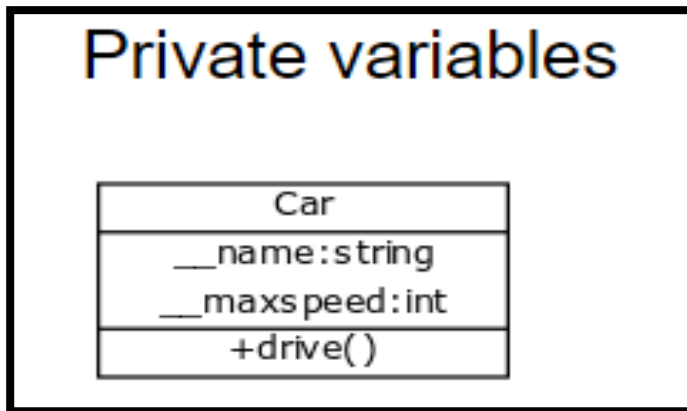 Private variables
Car
__name:string
__maxspeed:int
+drive()